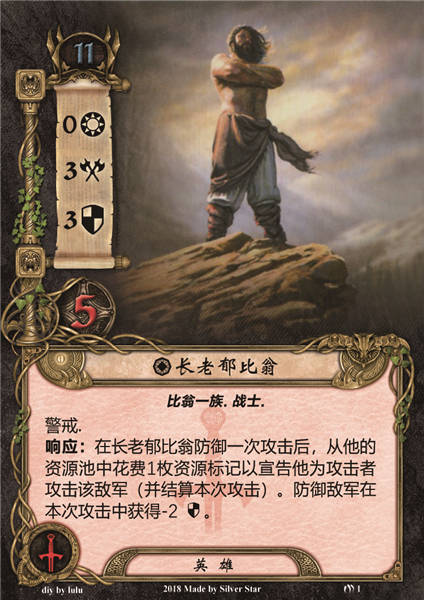 11
0
3
3
5
长老郁比翁
比翁一族. 战士.
警戒.
响应：在长老郁比翁防御一次攻击后，从他的
资源池中花费1枚资源标记以宣告他为攻击者
攻击该敌军（并结算本次攻击）。防御敌军在
本次攻击中获得-2 。
英雄
diy by lulu
2018 Made by Silver Star
1